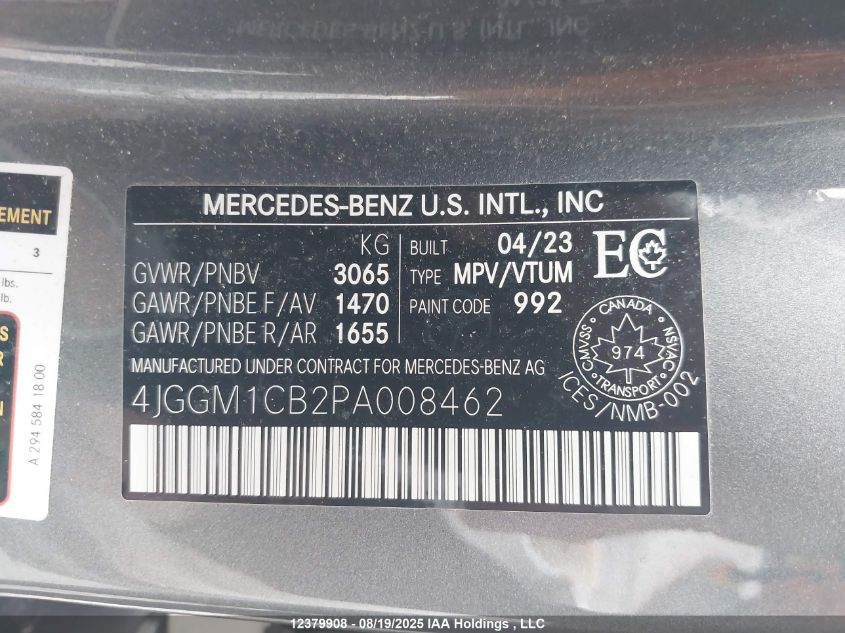 EMENT
3
lbs.
lb.
S
R
N
A 294 584 18 00
MERCEDES-BENZ U.S. INTL., INC
KG
GVWR/PNBV 3065
GAWR/PNBE F/AV 1470
GAWR/PNBE R/AR 1655
BUILT 04/23
TYPE MPV/VTUM
PAINT CODE 992
EC
CANADA
CMVSS 974 NSVAC
TRANSPORT
ICES/NMB-002
MANUFACTURED UNDER CONTRACT FOR MERCEDES-BENZ AG
4JGGM1CB2PA008462
12379908 - 08/19/2025 IAA Holdings , LLC